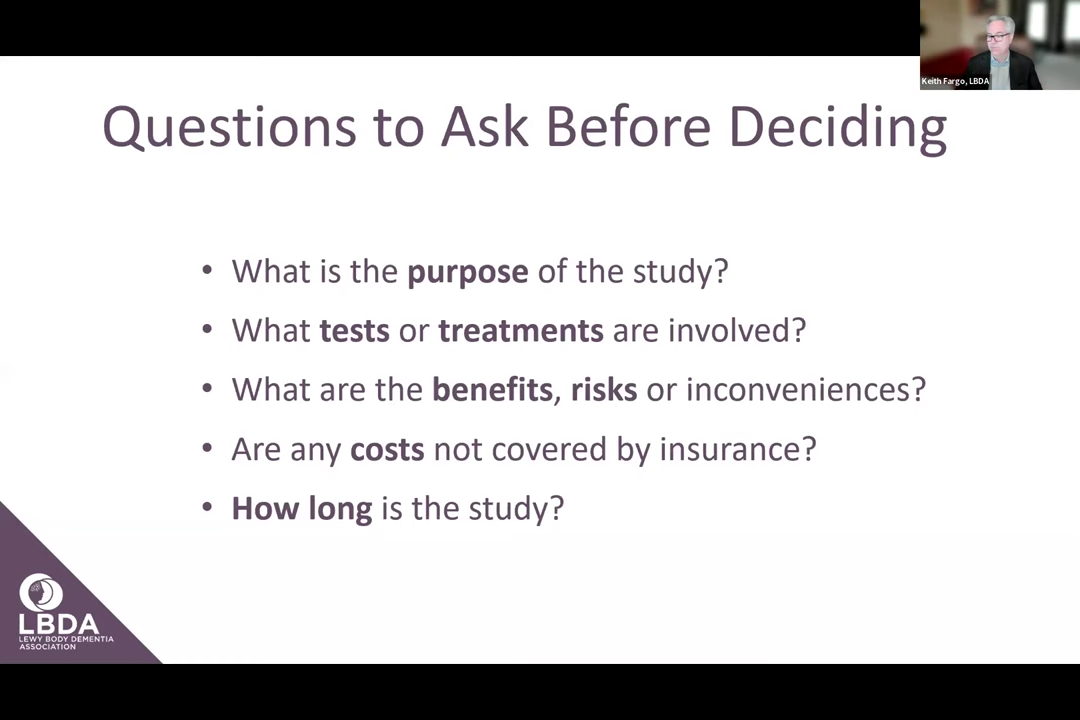 Keith Fargo, LBDA
Questions to Ask Before Deciding
• What is the purpose of the study?
• What tests or treatments are involved?
• What are the benefits, risks or inconveniences?
• Are any costs not covered by insurance?
• How long is the study?
LBDA
LEWY BODY DEMENTIA
ASSOCIATION